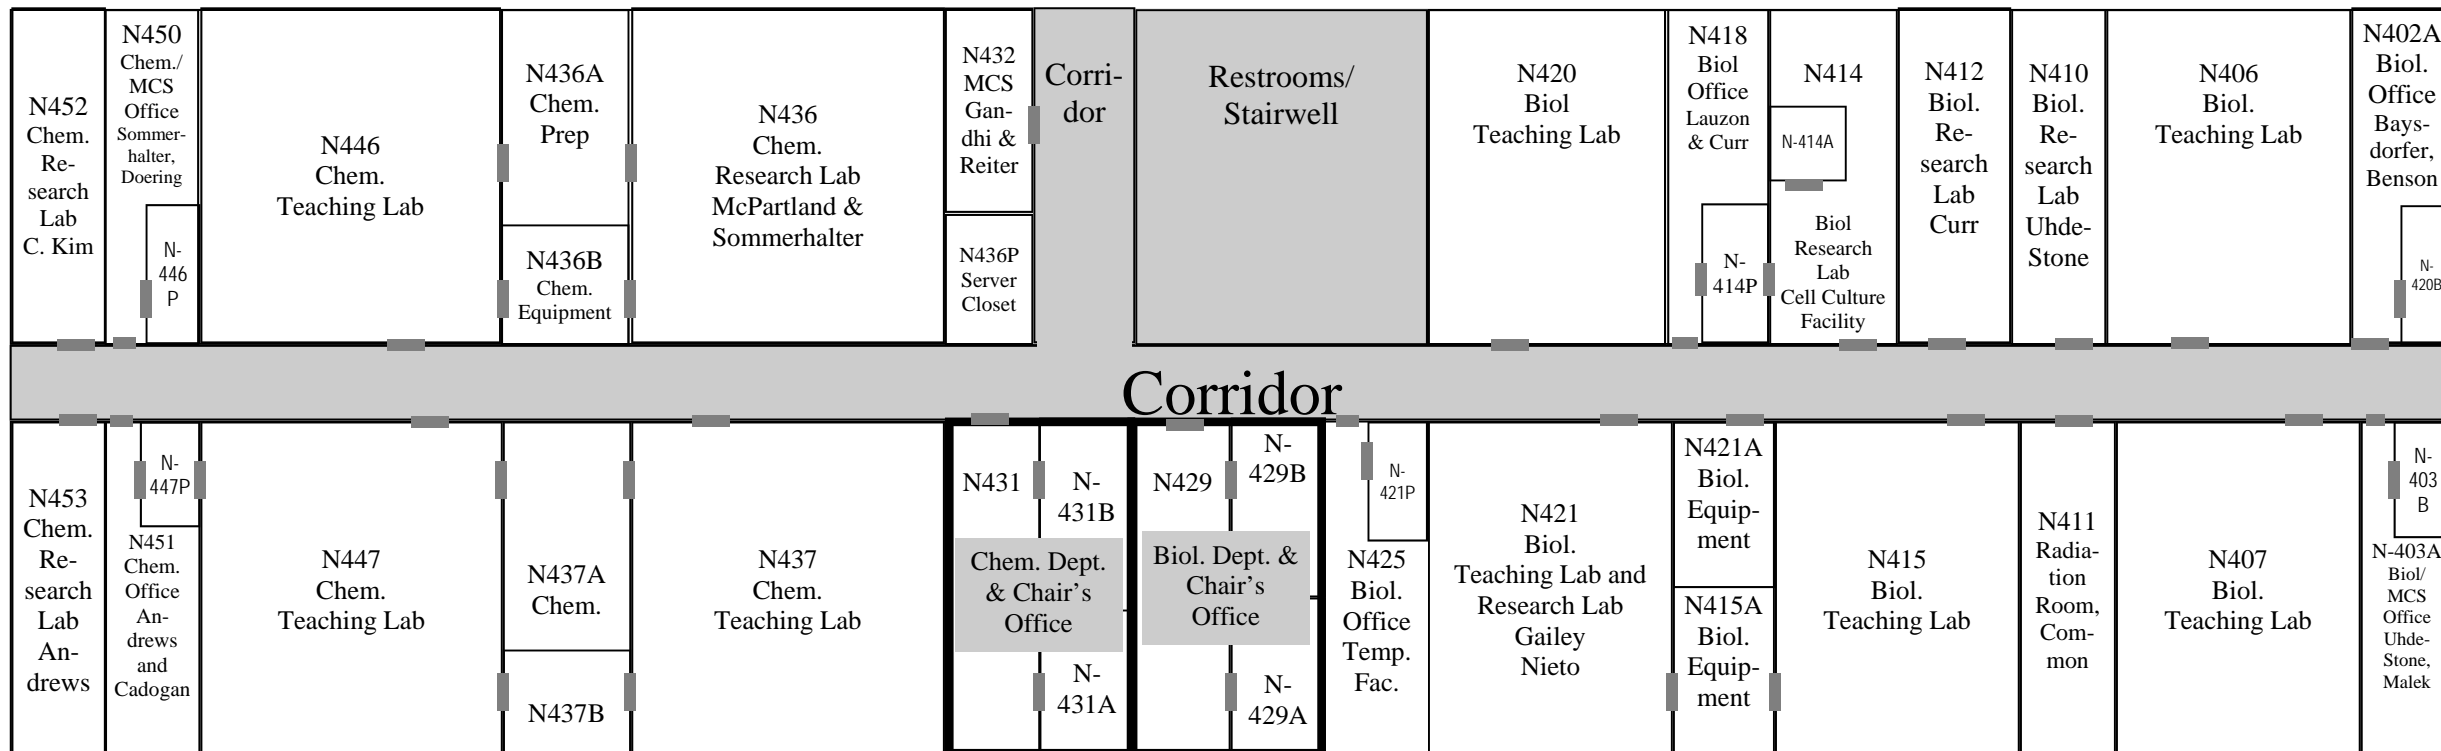 N452
Chem.
Re-
search
Lab
C. Kim
N450
Chem./
MCS
Office
Sommer-
halter,
Doering
N-
446
P
N446
Chem.
Teaching Lab
N436A
Chem.
Prep
N436B
Chem.
Equipment
N436
Chem.
Research Lab
McPartland &
Sommerhalter
N432
MCS
Gan-
dhi &
Reiter
N436P
Server
Closet
Corri-
dor
Restrooms/
Stairwell
N420
Biol
Teaching Lab
N418
Biol
Office
Lauzon
& Curr
N-
414P
N414
N-414A
Biol
Research
Lab
Cell Culture
Facility
N412
Biol.
Re-
search
Lab
Curr
N410
Biol.
Re-
search
Lab
Uhde-
Stone
N406
Biol.
Teaching Lab
N402A
Biol.
Office
Bays-
dorfer,
Benson
N-
420B
Corridor
N453
Chem.
Re-
search
Lab
An-
drews
N-
447P
N451
Chem.
Office
An-
drews
and
Cadogan
N447
Chem.
Teaching Lab
N437A
Chem.
N437B
N437
Chem.
Teaching Lab
N431
N-
431B
Chem. Dept.
& Chair's
Office
N-
431A
N429
N-
429B
Biol. Dept. &
Chair's
Office
N-
429A
N-
421P
N425
Biol.
Office
Temp.
Fac.
N421
Biol.
Teaching Lab and
Research Lab
Gailey
Nieto
N421A
Biol.
Equip-
ment
N415A
Biol.
Equip-
ment
N415
Biol.
Teaching Lab
N411
Radia-
tion
Room,
Com-
mon
N407
Biol.
Teaching Lab
N-
403
B
N-403A
Biol/
MCS
Office
Uhde-
Stone,
Malek